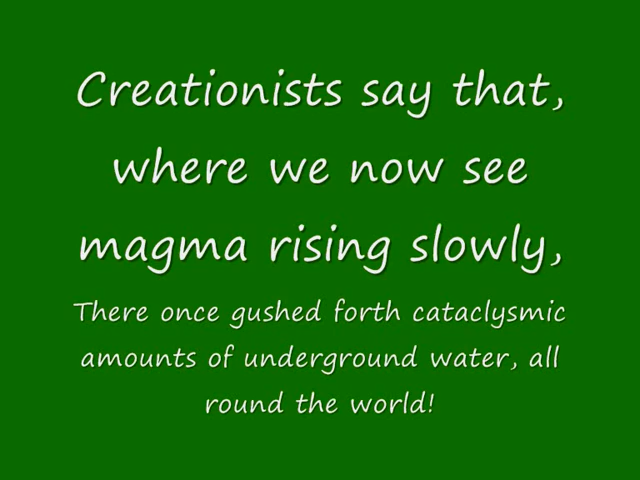 Creationists say that,
where we now see
magma rising slowly,
There once gushed forth cataclysmic
amounts of underground water, all
round the world!